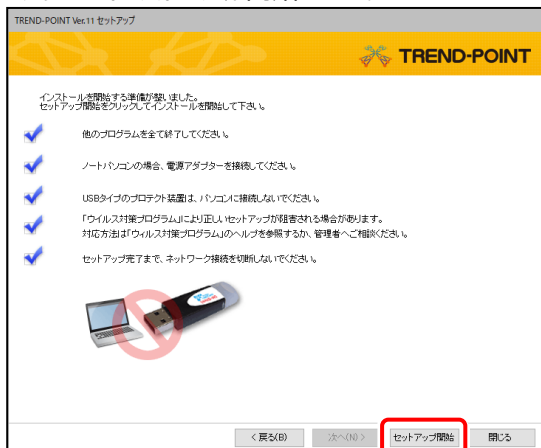 TREND-POINT Ver.11 セットアップ
TREND-POINT
インストールを開始する準備が整いました。
セットアップ開始をクリックしてインストールを開始して下さい。
他のプログラムを全て終了してください。
ノートパソコンの場合、電源アダプターを接続してください。
USBタイプのプロテクト装置は、パソコンに接続しないでください。
「ウイルス対策プログラム」により正しいセットアップが阻害される場合があります。
対応方法は「ウィルス対策プログラム」のヘルプを参照するか、管理者へご相談ください。
セットアップ完了まで、ネットワーク接続を切断しないでください。
< 戻る(B) 次へ(N) > セットアップ開始 閉じる